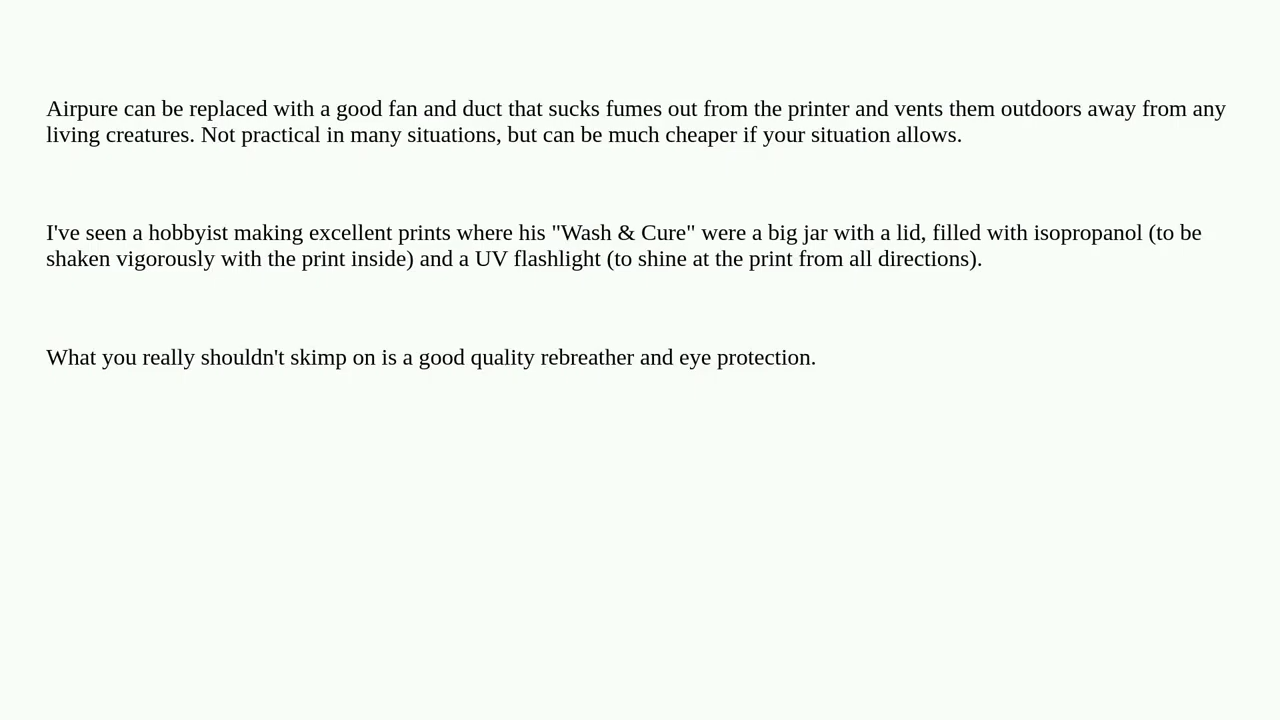 Airpure can be replaced with a good fan and duct that sucks fumes out from the printer and vents them outdoors away from any
living creatures. Not practical in many situations, but can be much cheaper if your situation allows.
I've seen a hobbyist making excellent prints where his "Wash & Cure" were a big jar with a lid, filled with isopropanol (to be
shaken vigorously with the print inside) and a UV flashlight (to shine at the print from all directions).
What you really shouldn't skimp on is a good quality rebreather and eye protection.